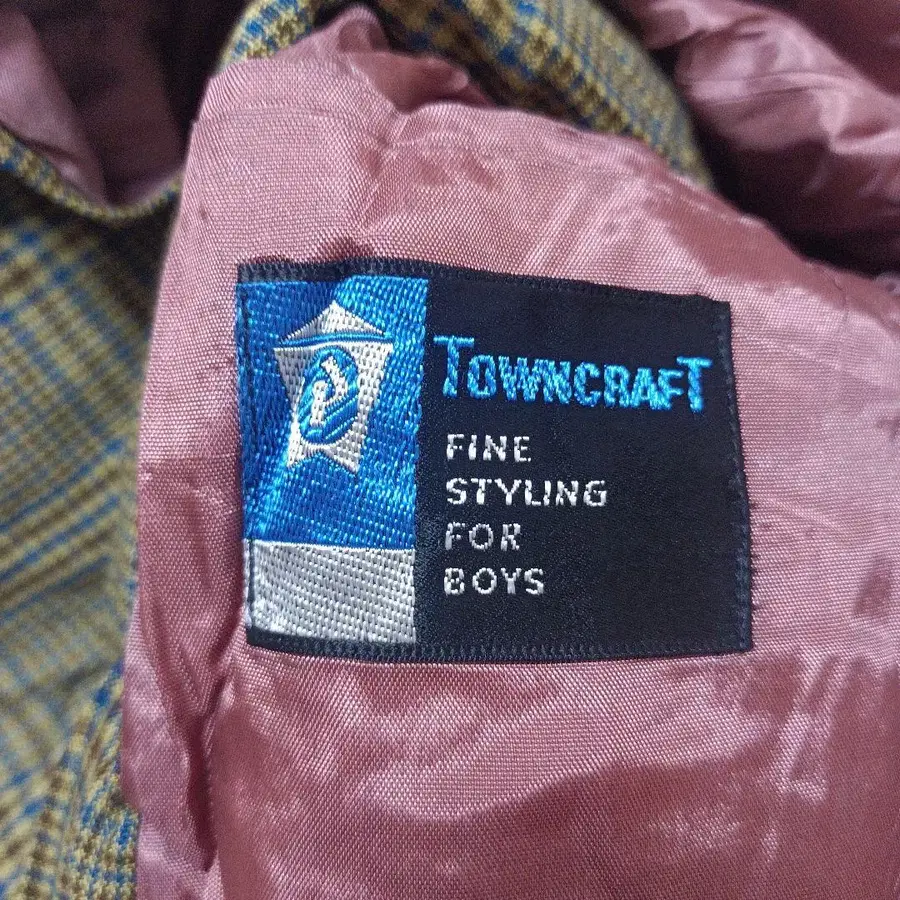 TOWNCRAFT
FINE
STYLING
FOR
BOYS